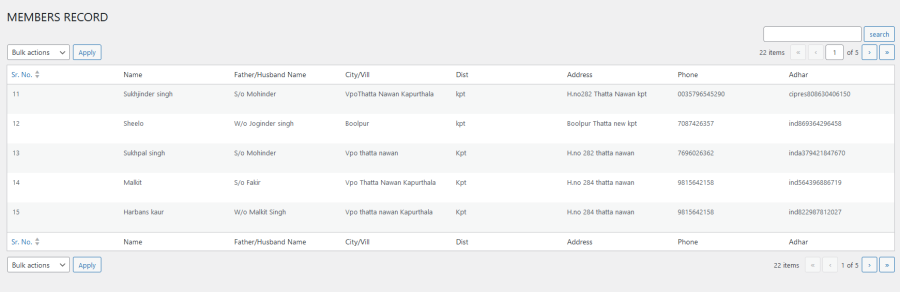 MEMBERS RECORD
search
Bulk actions Apply 22 items « ‹ 1 of 5 › »
Sr. No. Name Father/Husband Name City/Vill Dist Address Phone Adhar
11 Sukhjinder singh S/o Mohinder VpoThatta Nawan Kapurthala kpt H.no282 Thatta Nawan kpt 0035796545290 cipres808630406150
12 Sheelo W/o Joginder singh Boolpur kpt Boolpur Thatta new kpt 7087426357 ind869364296458
13 Sukhpal singh S/o Mohinder Vpo thatta nawan Kpt H.no 282 thatta nawan 7696026362 inda379421847670
14 Malkit S/o Fakir Vpo Thatta Nawan Kapurthala Kpt H.no 284 thatta nawan 9815642158 ind564396886719
15 Harbans kaur W/o Malkit Singh Vpo thatta nawan Kapurthala Kpt H.no 284 thatta nawan 9815642158 ind822987812027
Sr. No. Name Father/Husband Name City/Vill Dist Address Phone Adhar
Bulk actions Apply 22 items « ‹ 1 of 5 › »